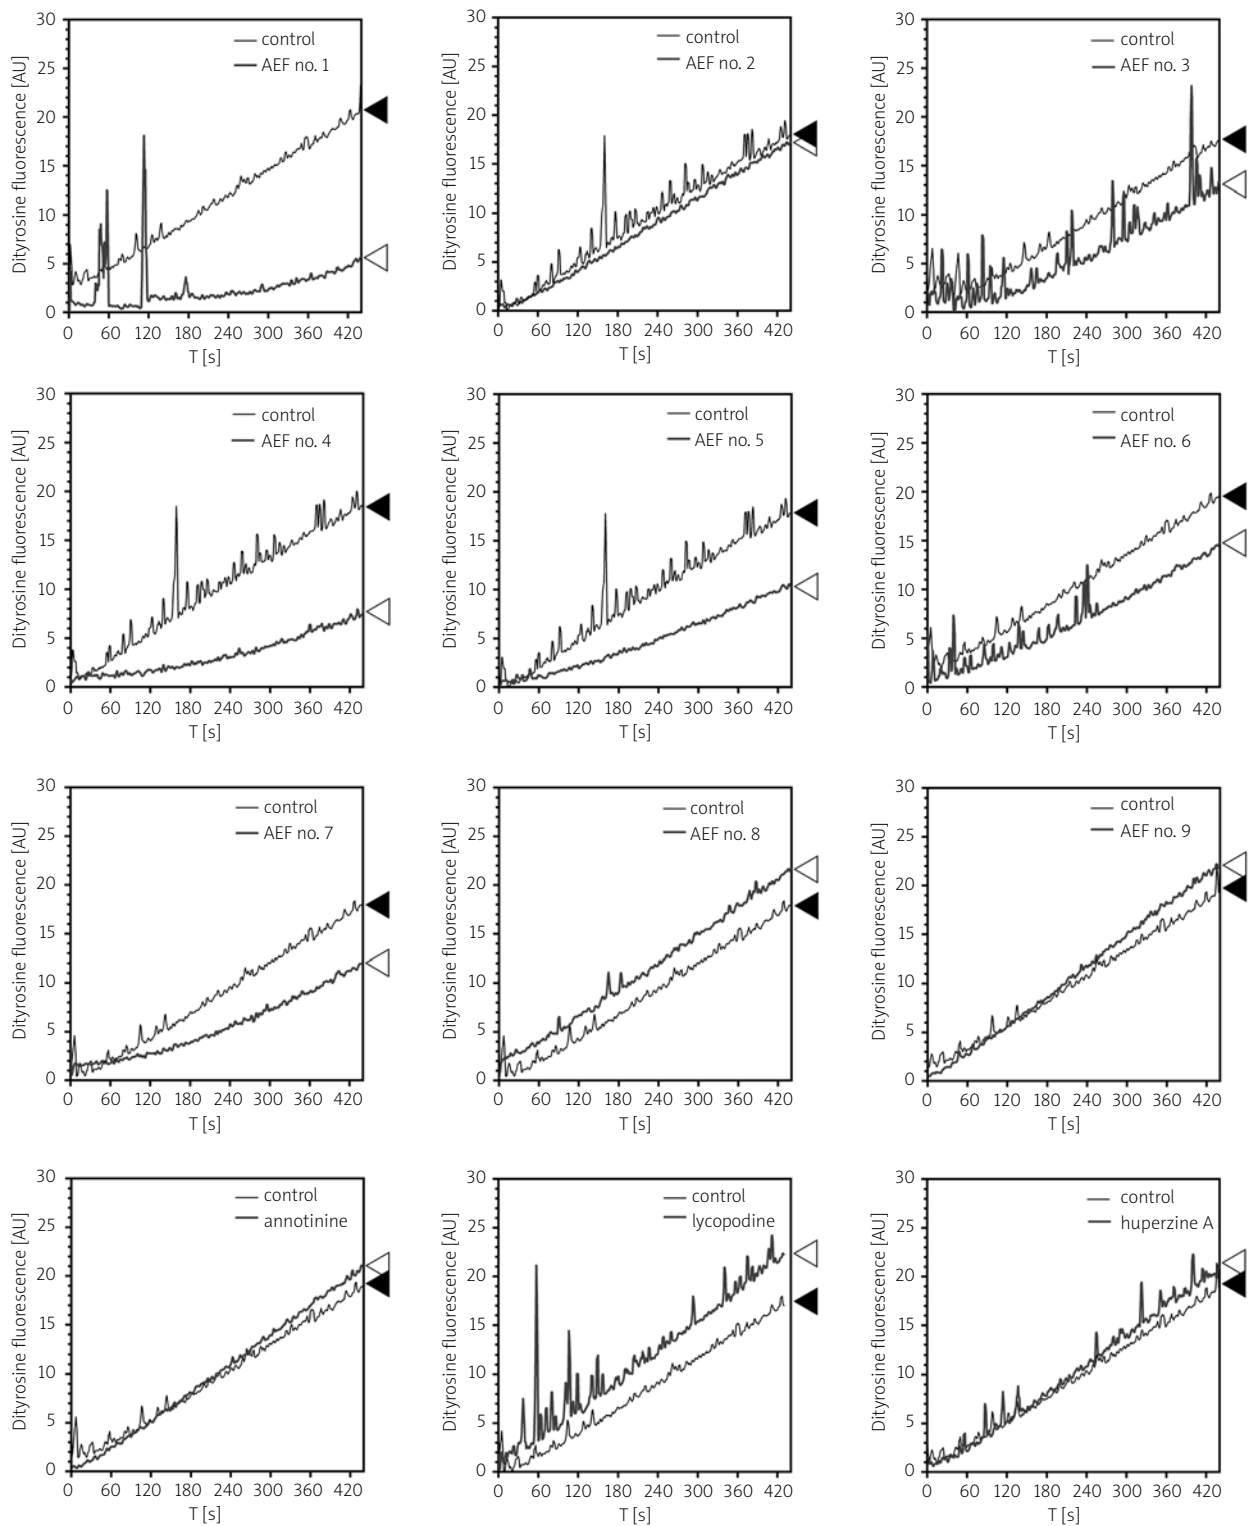 Dityrosine fluorescence [AU]
30
25
20
15
10
5
0
control
AEF no. 1
0 60 120 180 240 300 360 420
T [s]
Dityrosine fluorescence [AU]
30
25
20
15
10
5
0
control
AEF no. 2
0 60 120 180 240 300 360 420
T [s]
Dityrosine fluorescence [AU]
30
25
20
15
10
5
0
control
AEF no. 3
0 60 120 180 240 300 360 420
T [s]
Dityrosine fluorescence [AU]
30
25
20
15
10
5
0
control
AEF no. 4
0 60 120 180 240 300 360 420
T [s]
Dityrosine fluorescence [AU]
30
25
20
15
10
5
0
control
AEF no. 5
0 60 120 180 240 300 360 420
T [s]
Dityrosine fluorescence [AU]
30
25
20
15
10
5
0
control
AEF no. 6
0 60 120 180 240 300 360 420
T [s]
Dityrosine fluorescence [AU]
30
25
20
15
10
5
0
control
AEF no. 7
0 60 120 180 240 300 360 420
T [s]
Dityrosine fluorescence [AU]
30
25
20
15
10
5
0
control
AEF no. 8
0 60 120 180 240 300 360 420
T [s]
Dityrosine fluorescence [AU]
30
25
20
15
10
5
0
control
AEF no. 9
0 60 120 180 240 300 360 420
T [s]
Dityrosine fluorescence [AU]
30
25
20
15
10
5
0
control
annotinine
0 60 120 180 240 300 360 420
T [s]
Dityrosine fluorescence [AU]
30
25
20
15
10
5
0
control
lycopodine
0 60 120 180 240 300 360 420
T [s]
Dityrosine fluorescence [AU]
30
25
20
15
10
5
0
control
huperzine A
0 60 120 180 240 300 360 420
T [s]